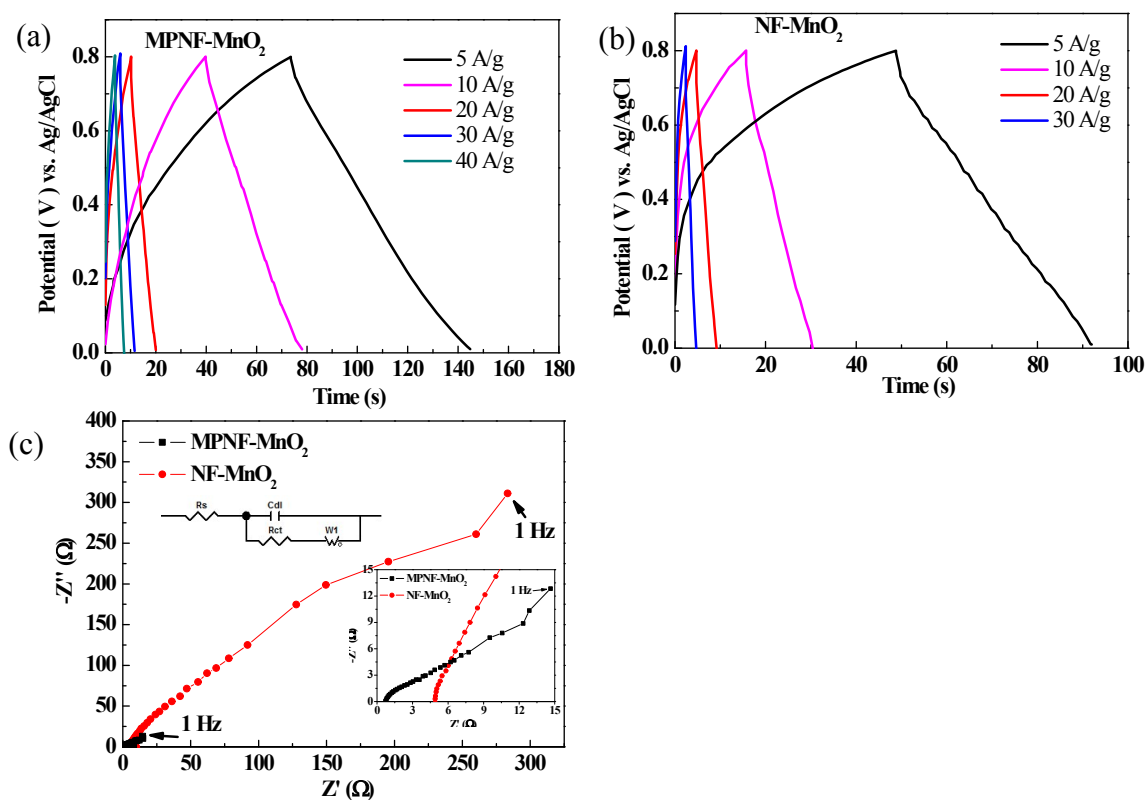 (a)
MPNF-MnO₂
5 A/g
10 A/g
20 A/g
30 A/g
40 A/g
Potential ( V ) vs. Ag/AgCl
0.0
0.2
0.4
0.6
0.8
1.0
0 20 40 60 80 100 120 140 160 180
Time (s)
(b)
NF-MnO₂
5 A/g
10 A/g
20 A/g
30 A/g
Potential ( V ) vs. Ag/AgCl
0.0
0.2
0.4
0.6
0.8
1.0
0 20 40 60 80 100
Time (s)
(c)
MPNF-MnO₂
NF-MnO₂
Rs
Cdl
Rct
W1
1 Hz
1 Hz
-Z'' (Ω)
0
50
100
150
200
250
300
350
400
0 50 100 150 200 250 300
Z' (Ω)
MPNF-MnO₂
NF-MnO₂
1 Hz
-Z'' (Ω)
0
3
6
9
12
15
0 3 6 9 12 15
Z' (Ω)